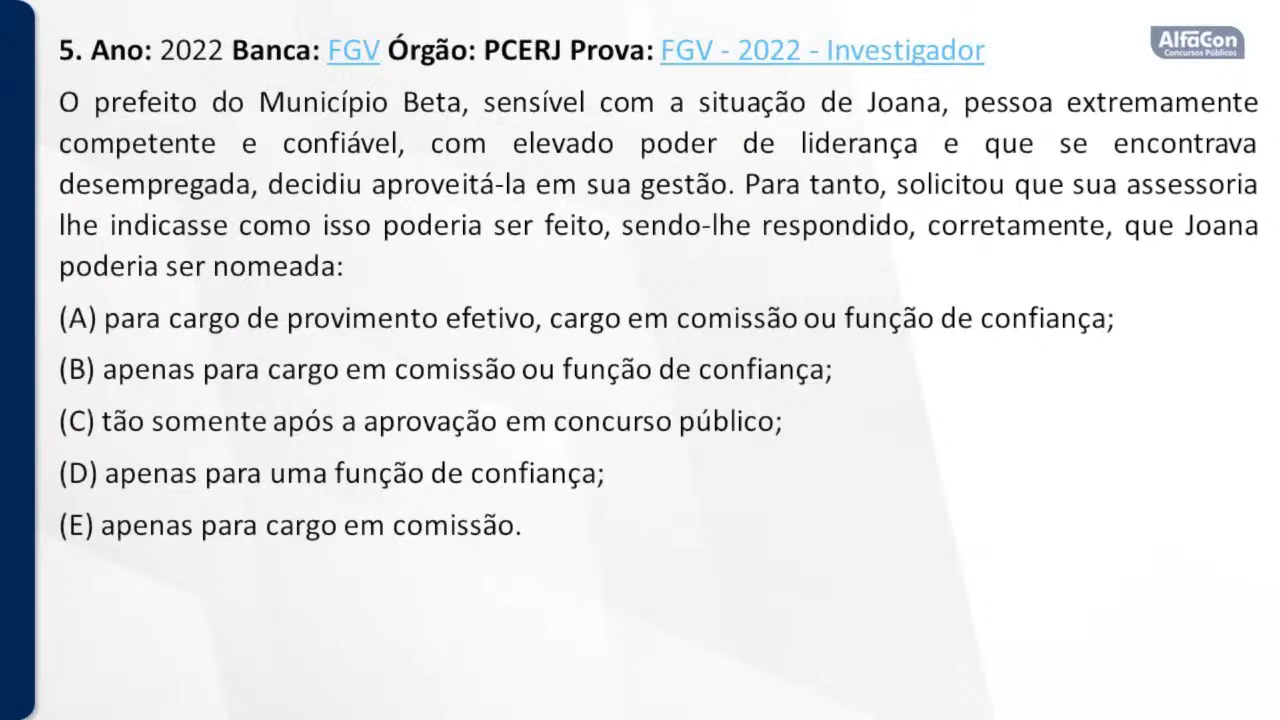 5. Ano: 2022 Banca: FGV Órgão: PCERJ Prova: FGV - 2022 - Investigador
AlfaCon
Concursos Públicos
O prefeito do Município Beta, sensível com a situação de Joana, pessoa extremamente
competente e confiável, com elevado poder de liderança e que se encontrava
desempregada, decidiu aproveitá-la em sua gestão. Para tanto, solicitou que sua assessoria
lhe indicasse como isso poderia ser feito, sendo-lhe respondido, corretamente, que Joana
poderia ser nomeada:
(A) para cargo de provimento efetivo, cargo em comissão ou função de confiança;
(B) apenas para cargo em comissão ou função de confiança;
(C) tão somente após a aprovação em concurso público;
(D) apenas para uma função de confiança;
(E) apenas para cargo em comissão.